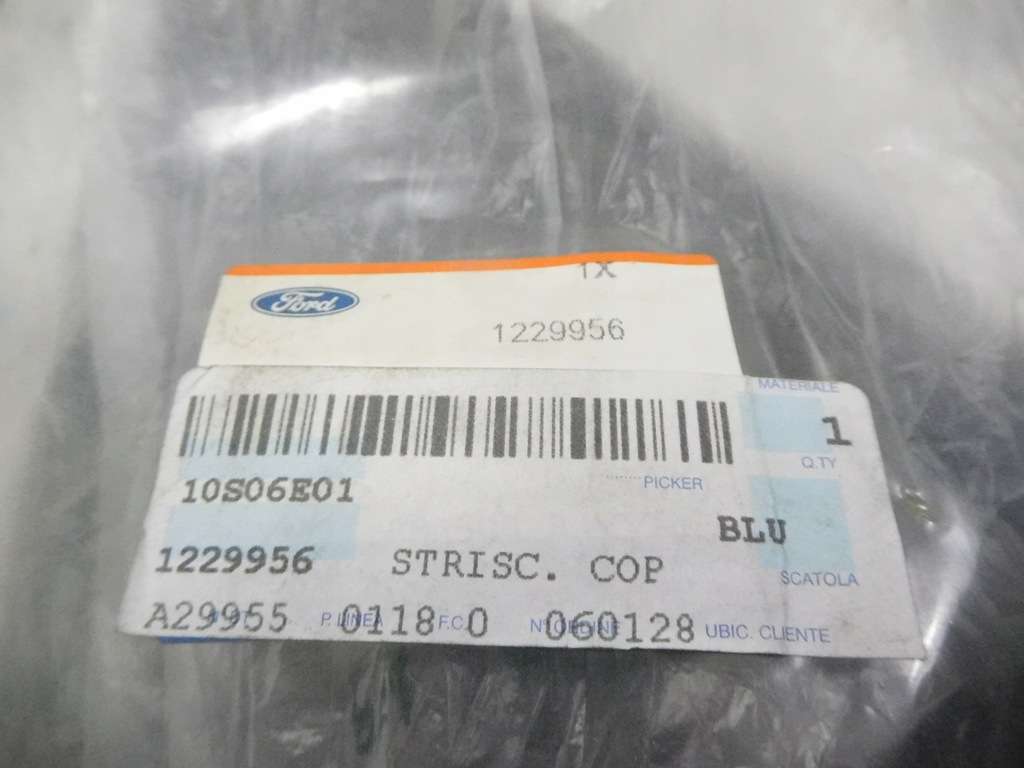 1X
Ford
1229956
MATERIALE
1
Q.TY
10S06E01
PICKER
BLU
1229956 STRISC. COP
SCATOLA
A29955 P. LINEA 0118 F.C. 0 N° ORDINE 060128 UBIC. CLIENTE